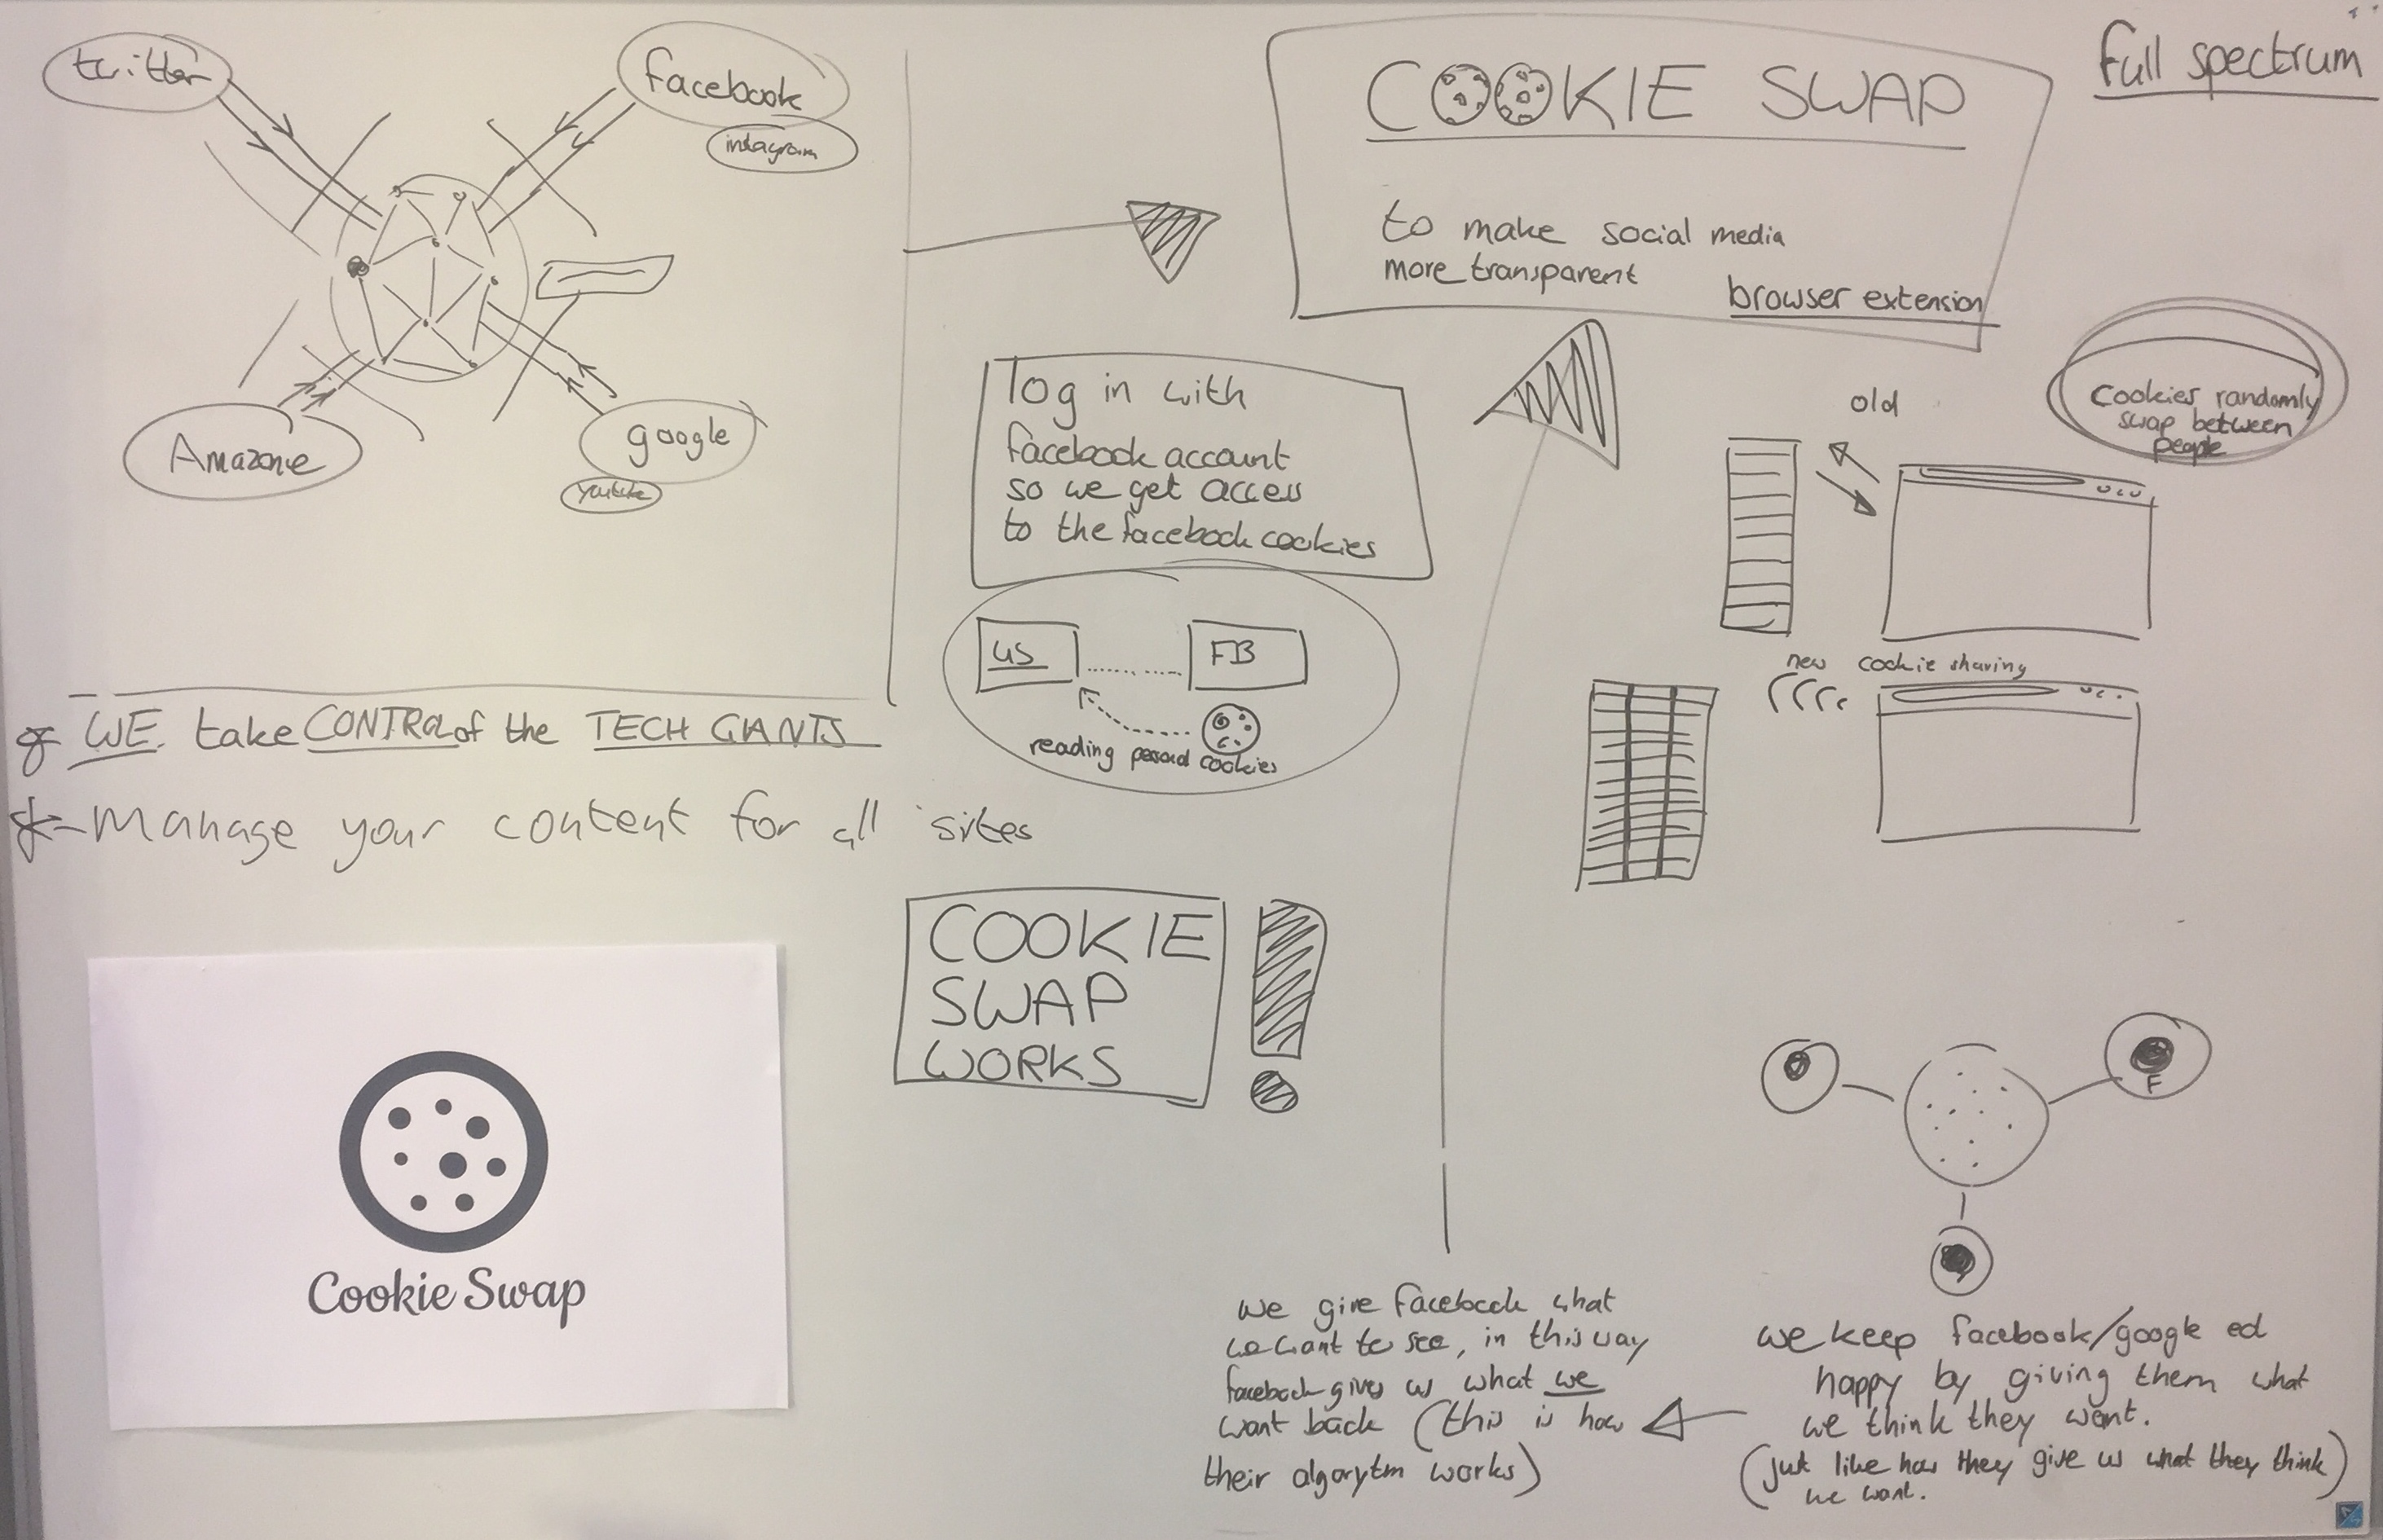 twitter
facebook
instagram
Amazone
google
youtube
WE take CONTROL of the TECH GIANTS
Manage your content for all sites
Cookie Swap
COOKIE SWAP
to make social media
more transparent
browser extension
full spectrum
log in with
facebook account
so we get access
to the facebook cookies
US
FB
reading personal cookies
COOKIE
SWAP
WORKS
old
Cookies randomly
swap between
people
new cookie sharing
F
we give facebook what
we want to see, in this way
facebook gives us what we
want back (this is how
their algorytm works)
we keep facebook/google ed
happy by giving them what
we think they want.
(just like how they give us what they think)
we want.